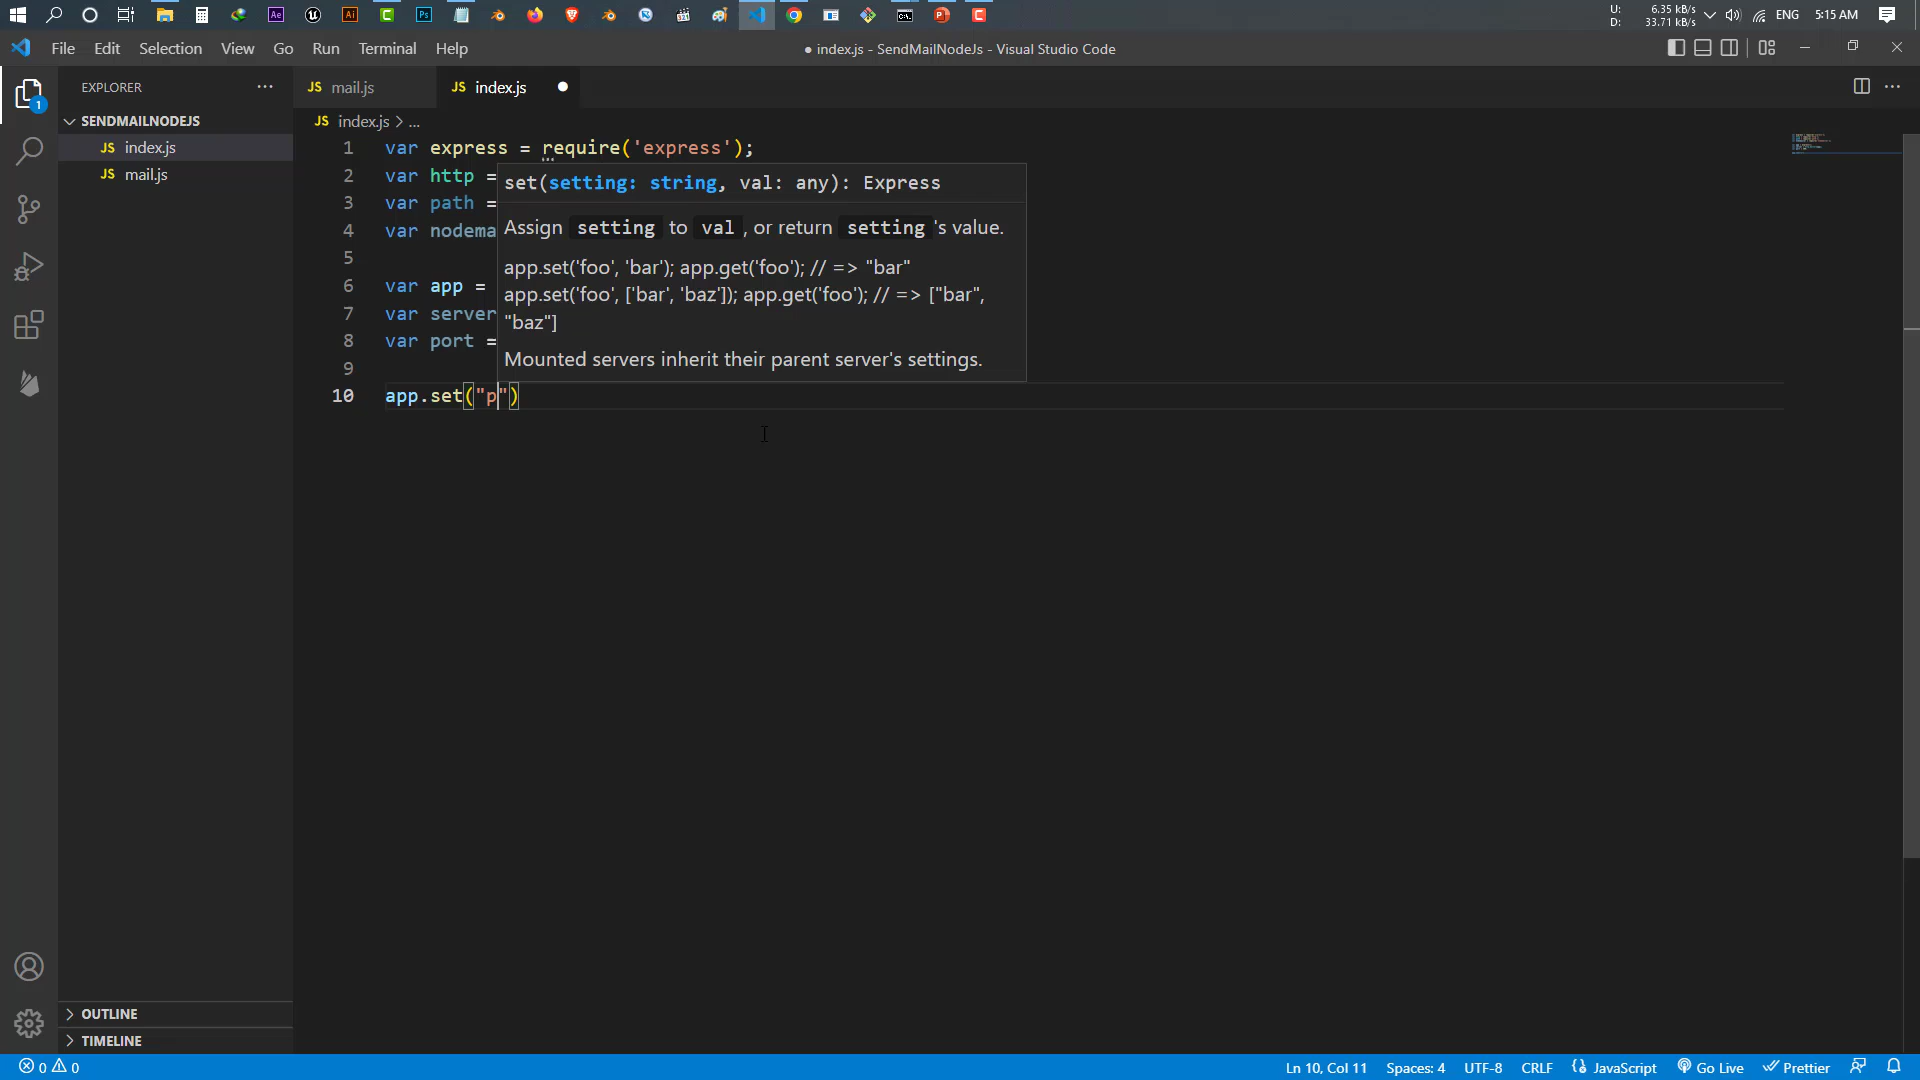 U: 6.35 kB/s
D: 33.71 kB/s
ENG
5:15 AM
Ae
Ai
Ps
File Edit Selection View Go Run Terminal Help
● index.js - SendMailNodeJs - Visual Studio Code
EXPLORER
JS mail.js
JS index.js
1
SENDMAILNODEJS
JS index.js
JS mail.js
JS index.js > ...
1 var express = require('express');
2 var http =
3 var path =
4 var nodema
5
6 var app =
7 var server
8 var port =
9
10 app.set("p")
set(setting: string, val: any): Express
Assign setting to val, or return setting's value.
app.set('foo', 'bar'); app.get('foo'); // => "bar"
app.set('foo', ['bar', 'baz']); app.get('foo'); // => ["bar",
"baz"]
Mounted servers inherit their parent server's settings.
OUTLINE
TIMELINE
0 0
Ln 10, Col 11 Spaces: 4 UTF-8 CRLF JavaScript Go Live Prettier